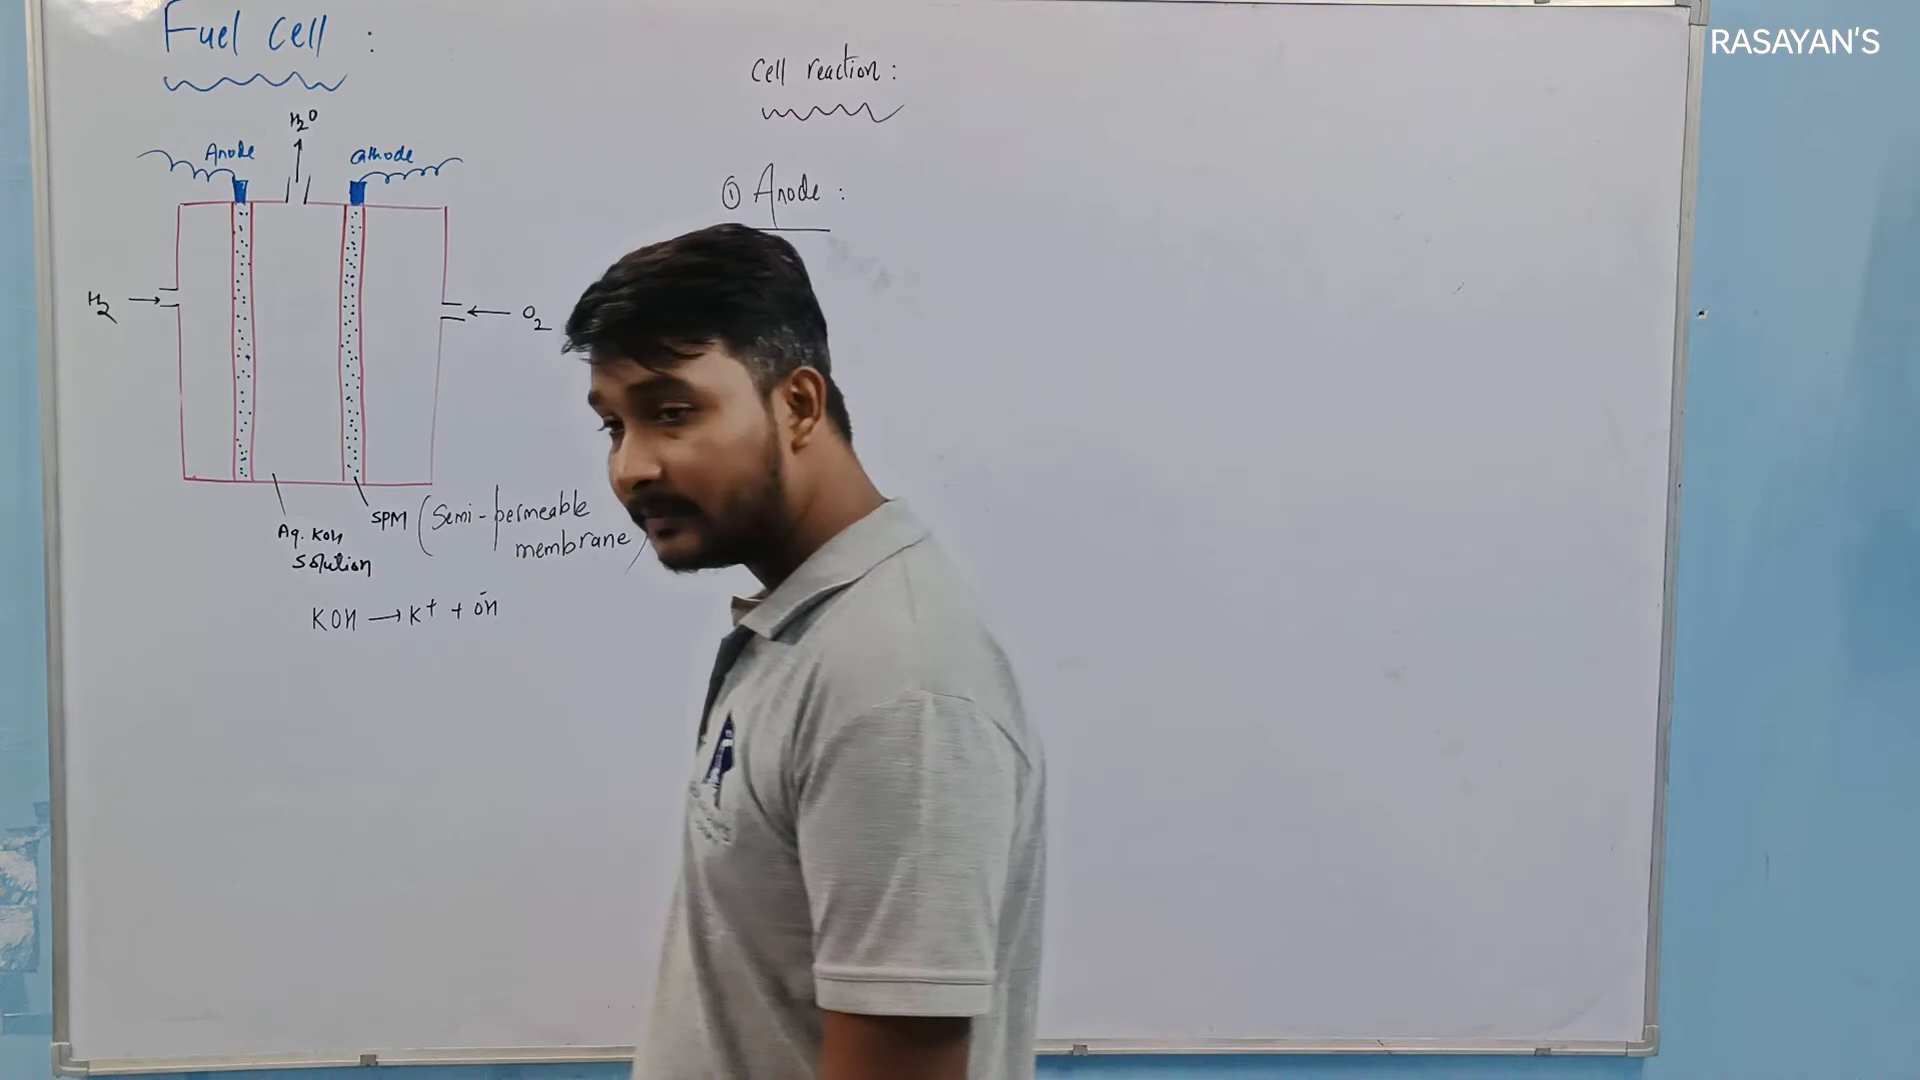 Fuel cell :
H2O
Anode
cathode
H2
O2
Aq. KOH
solution
SPM (Semi-permeable
membrane)
KOH → K+ + OH-
Cell reaction :
① Anode :
RASAYAN'S